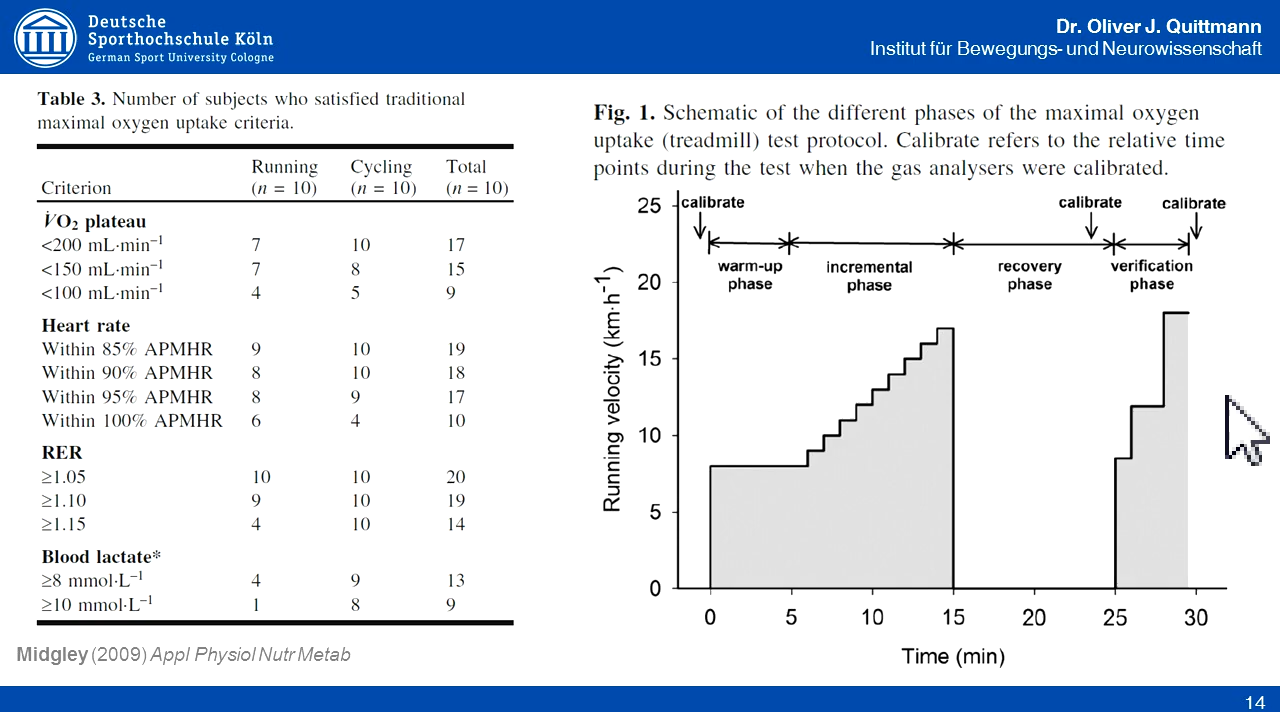 Deutsche
Sporthochschule Köln
German Sport University Cologne
Dr. Oliver J. Quittmann
Institut für Bewegungs- und Neurowissenschaft
Table 3. Number of subjects who satisfied traditional
maximal oxygen uptake criteria.
Criterion Running (n = 10) Cycling (n = 10) Total (n = 10)
V̇O₂ plateau
<200 mL·min⁻¹ 7 10 17
<150 mL·min⁻¹ 7 8 15
<100 mL·min⁻¹ 4 5 9
Heart rate
Within 85% APMHR 9 10 19
Within 90% APMHR 8 10 18
Within 95% APMHR 8 9 17
Within 100% APMHR 6 4 10
RER
≥1.05 10 10 20
≥1.10 9 10 19
≥1.15 4 10 14
Blood lactate*
≥8 mmol·L⁻¹ 4 9 13
≥10 mmol·L⁻¹ 1 8 9
Midgley (2009) Appl Physiol Nutr Metab
Fig. 1. Schematic of the different phases of the maximal oxygen
uptake (treadmill) test protocol. Calibrate refers to the relative time
points during the test when the gas analysers were calibrated.
calibrate calibrate calibrate
warm-up phase
incremental phase
recovery phase
verification phase
Running velocity (km·h⁻¹)
25
20
15
10
5
0
0 5 10 15 20 25 30
Time (min)
14